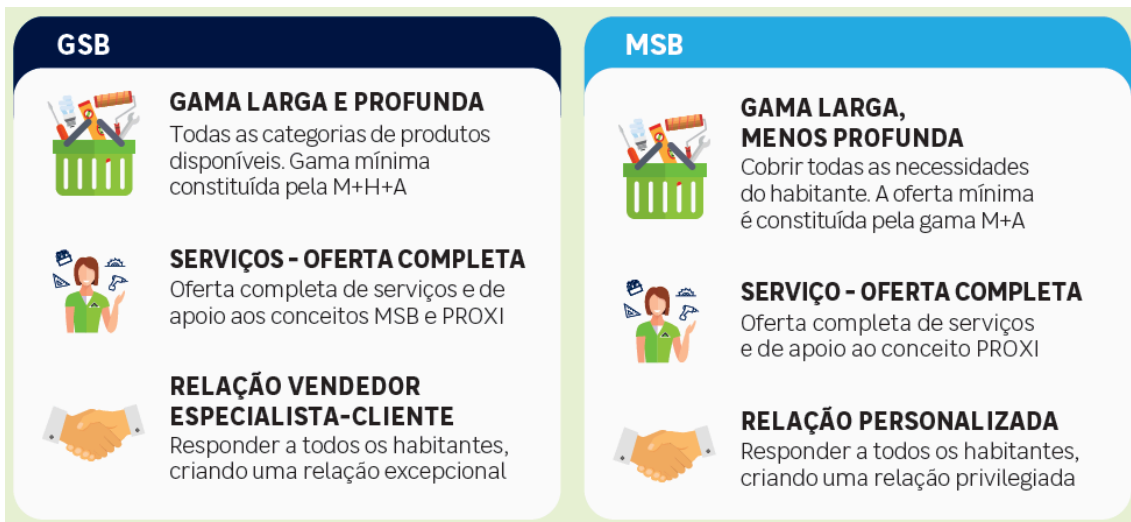 GSB
GAMA LARGA E PROFUNDA
Todas as categorias de produtos
disponíveis. Gama mínima
constituída pela M+H+A
SERVIÇOS - OFERTA COMPLETA
Oferta completa de serviços e de
apoio aos conceitos MSB e PROXI
RELAÇÃO VENDEDOR
ESPECIALISTA-CLIENTE
Responder a todos os habitantes,
criando uma relação excepcional
MSB
GAMA LARGA,
MENOS PROFUNDA
Cobrir todas as necessidades
do habitante. A oferta mínima
é constituída pela gama M+A
SERVIÇO - OFERTA COMPLETA
Oferta completa de serviços
e de apoio ao conceito PROXI
RELAÇÃO PERSONALIZADA
Responder a todos os habitantes,
criando uma relação privilegiada